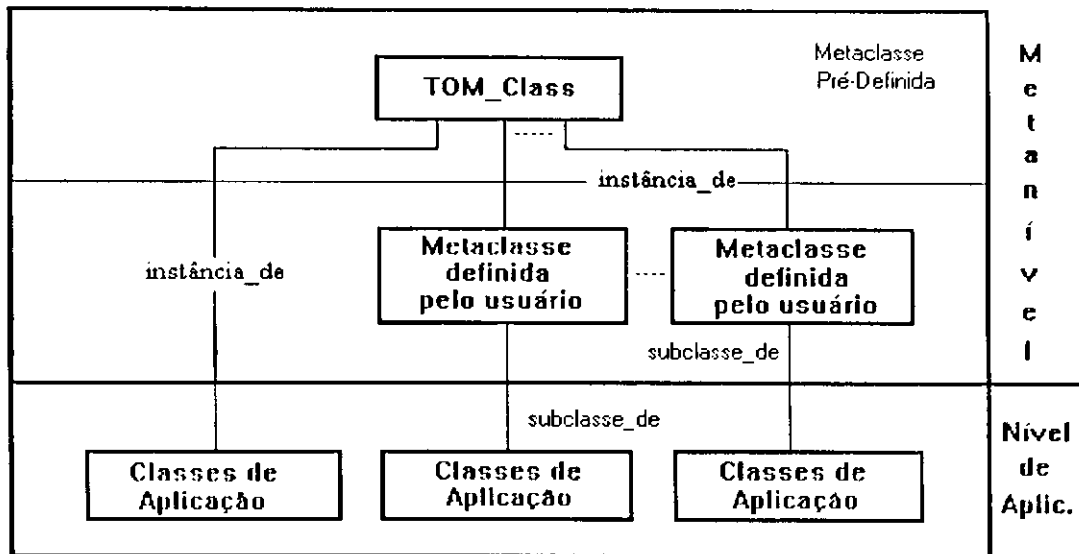 Metaclasse
Pré-Definida
TOM_Class
instância_de
Metaclasse
definida
pelo usuário
Metaclasse
definida
pelo usuário
instância_de
subclasse_de
subclasse_de
Classes de
Aplicação
Classes de
Aplicação
Classes de
Aplicação
M
e
t
a
n
í
v
e
l
Nível
de
Aplic.